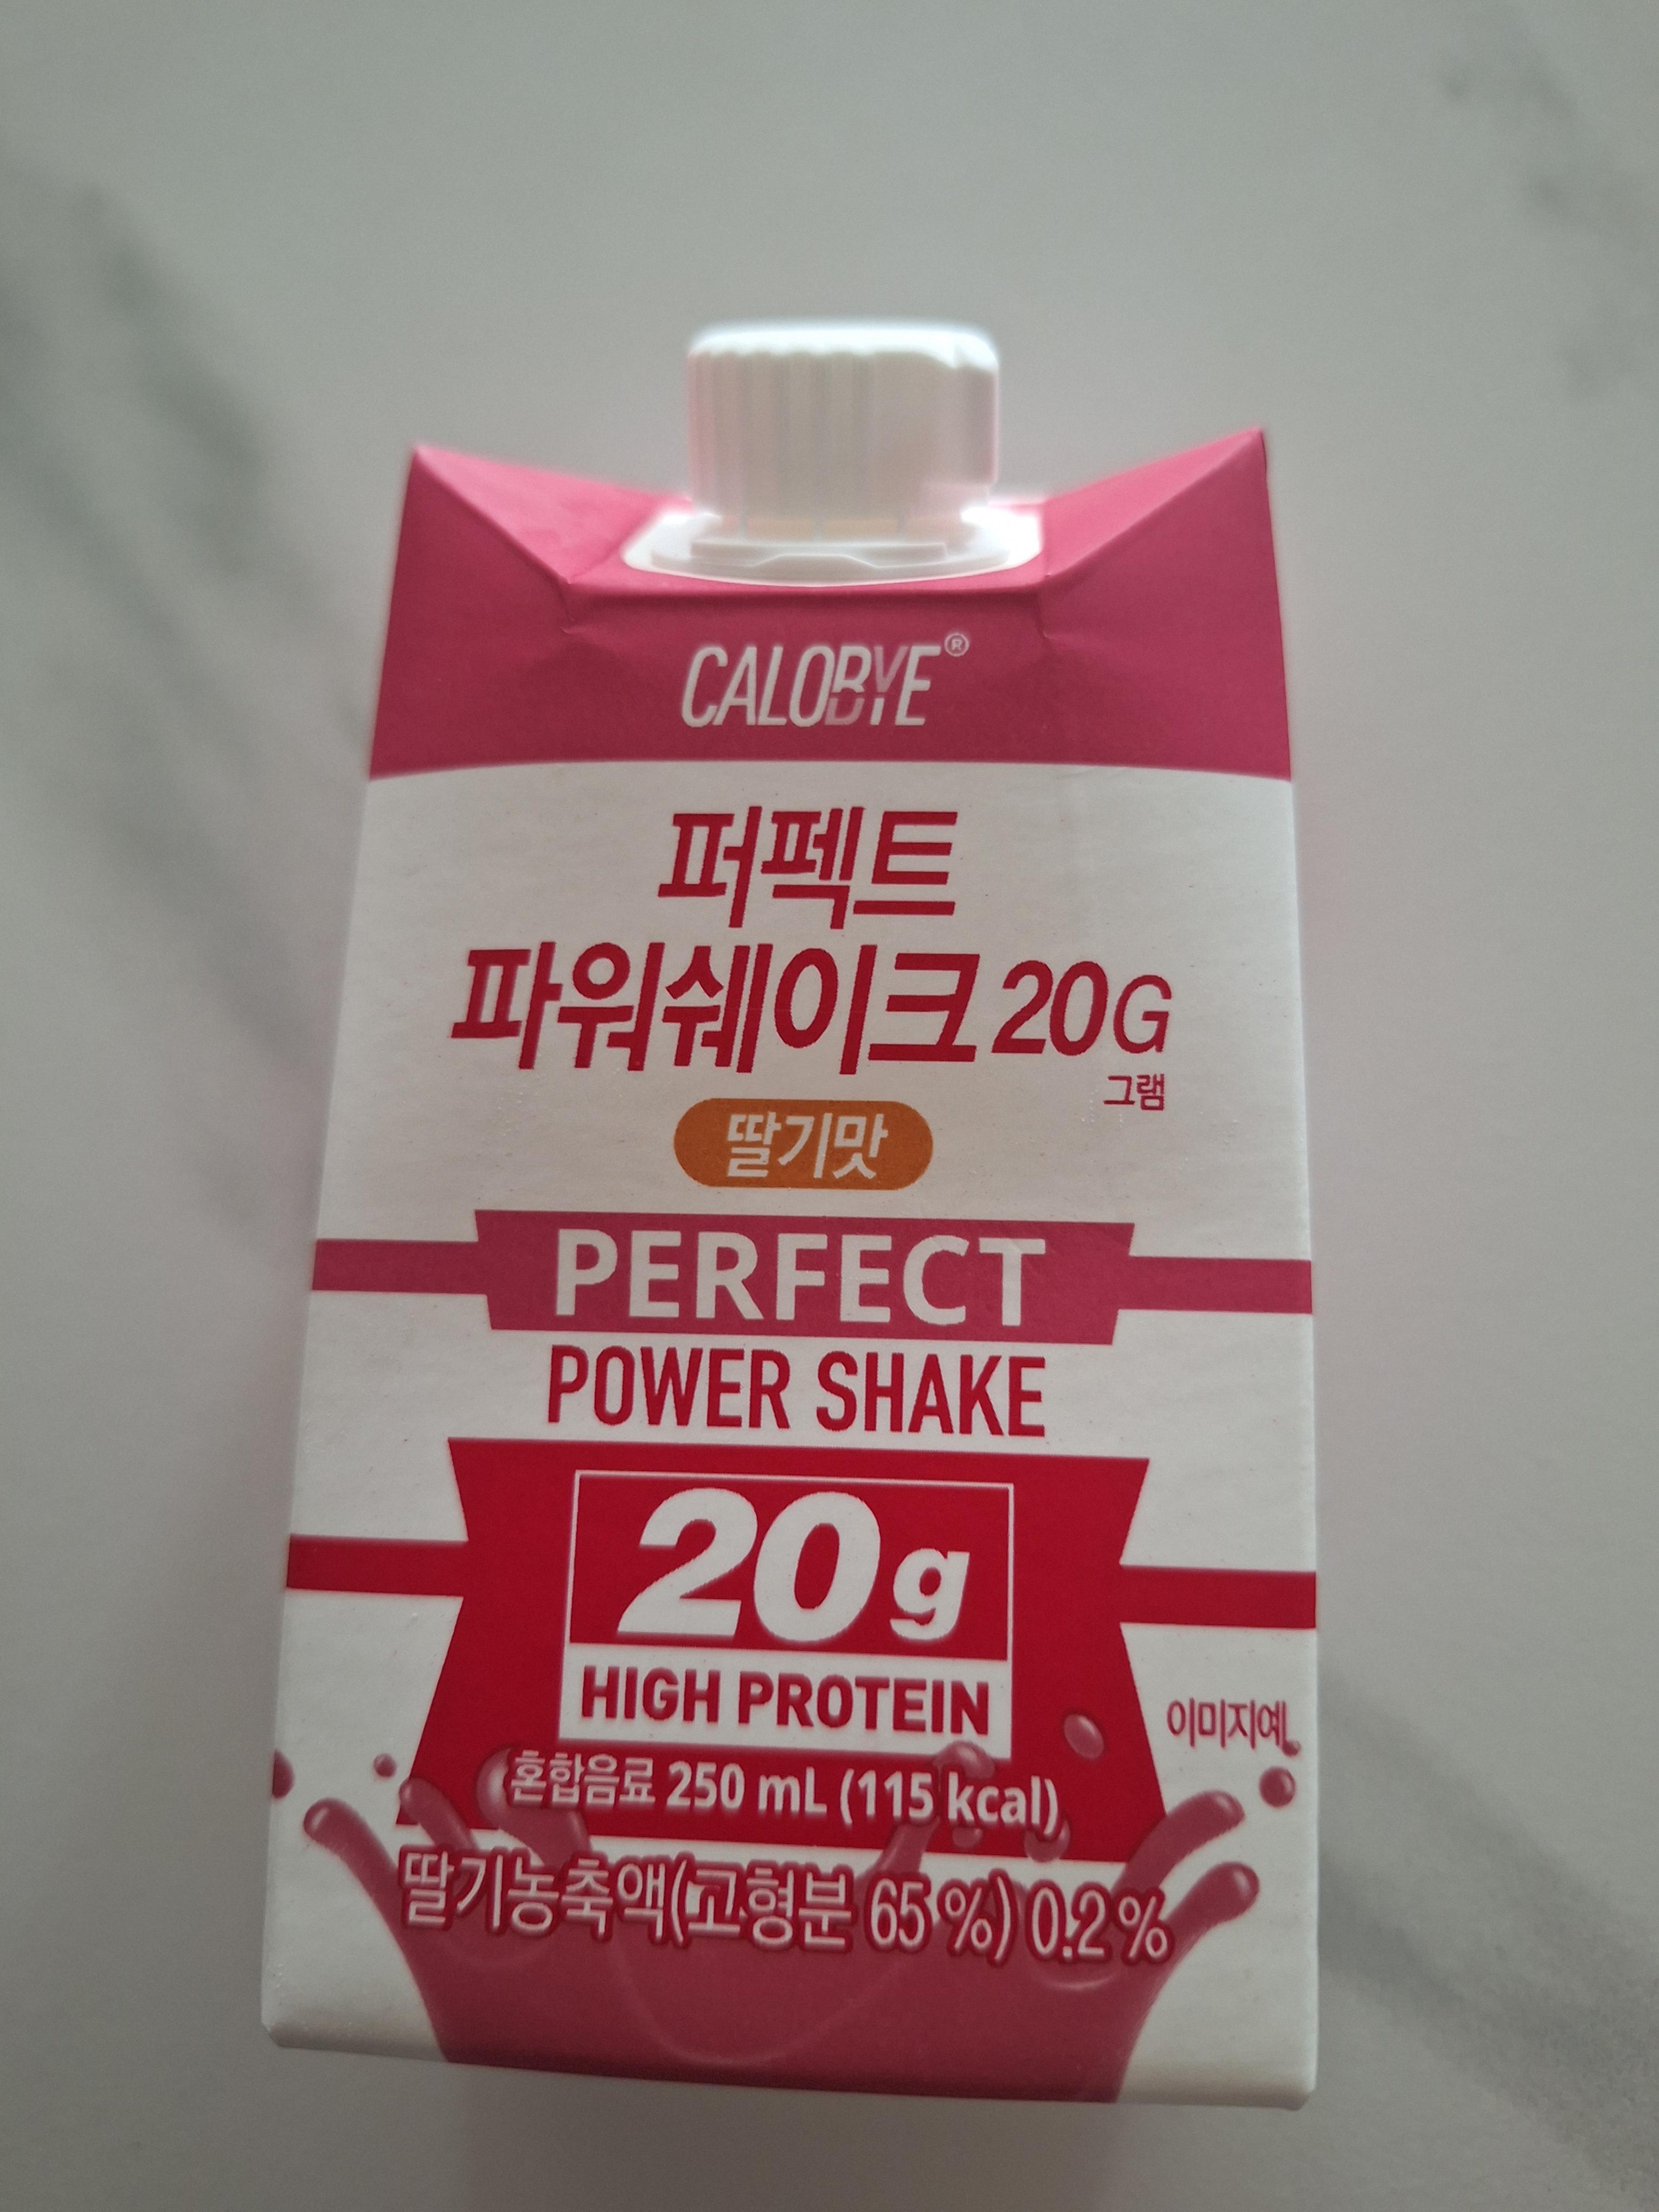 CALOBYE®
퍼펙트
파워쉐이크 20G
그램
딸기맛
PERFECT
POWER SHAKE
20g
HIGH PROTEIN
이미지예
혼합음료 250 mL (115 kcal)
딸기농축액(고형분 65 %) 0.2 %